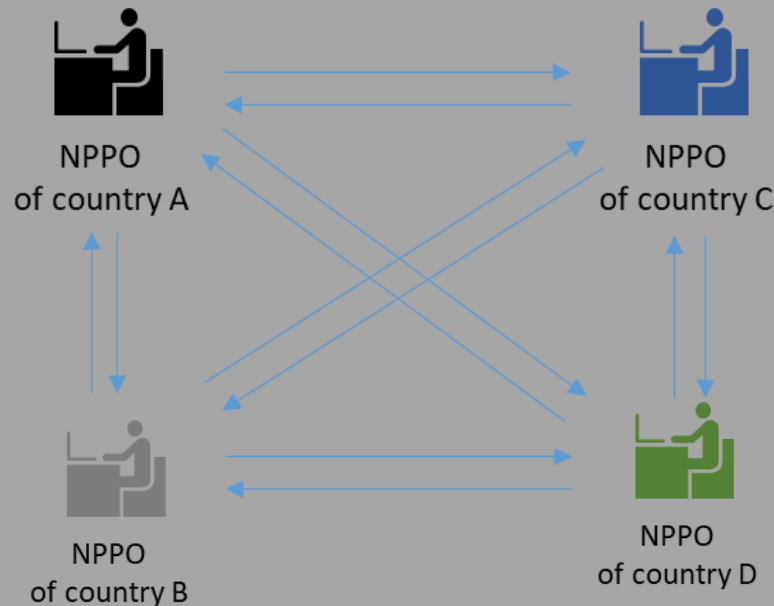 NPPO
of country A
NPPO
of country C
NPPO
of country B
NPPO
of country D